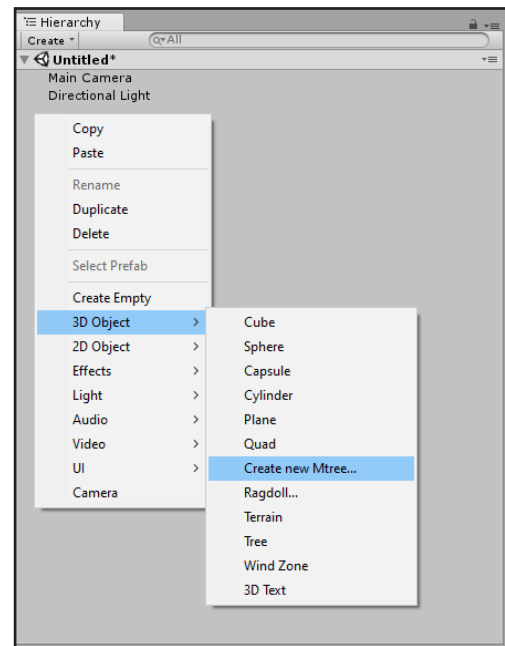 Hierarchy
Create
All
Untitled*
Main Camera
Directional Light
Copy
Paste
Rename
Duplicate
Delete
Select Prefab
Create Empty
3D Object
2D Object
Effects
Light
Audio
Video
UI
Camera
Cube
Sphere
Capsule
Cylinder
Plane
Quad
Create new Mtree...
Ragdoll...
Terrain
Tree
Wind Zone
3D Text